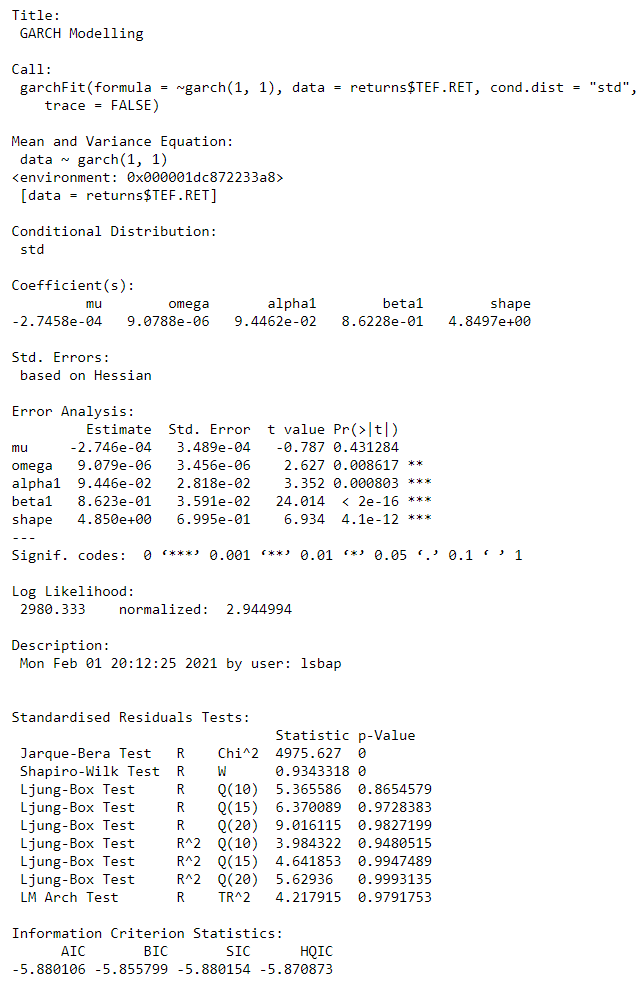 Title:
 GARCH Modelling

Call:
 garchFit(formula = ~garch(1, 1), data = returns$TEF.RET, cond.dist = "std",
    trace = FALSE)

Mean and Variance Equation:
 data ~ garch(1, 1)
<environment: 0x000001dc872233a8>
 [data = returns$TEF.RET]

Conditional Distribution:
 std

Coefficient(s):
         mu        omega       alpha1        beta1        shape
-2.7458e-04   9.0788e-06   9.4462e-02   8.6228e-01   4.8497e+00

Std. Errors:
 based on Hessian

Error Analysis:
         Estimate  Std. Error  t value Pr(>|t|)
mu     -2.746e-04   3.489e-04   -0.787 0.431284
omega   9.079e-06   3.456e-06    2.627 0.008617 **
alpha1  9.446e-02   2.818e-02    3.352 0.000803 ***
beta1   8.623e-01   3.591e-02   24.014  < 2e-16 ***
shape   4.850e+00   6.995e-01    6.934  4.1e-12 ***
---
Signif. codes:  0 ‘***’ 0.001 ‘**’ 0.01 ‘*’ 0.05 ‘.’ 0.1 ‘ ’ 1

Log Likelihood:
 2980.333    normalized:  2.944994

Description:
 Mon Feb 01 20:12:25 2021 by user: lsbap


Standardised Residuals Tests:
                                Statistic p-Value
 Jarque-Bera Test   R    Chi^2  4975.627  0
 Shapiro-Wilk Test  R    W      0.9343318 0
 Ljung-Box Test     R    Q(10)  5.365586  0.8654579
 Ljung-Box Test     R    Q(15)  6.370089  0.9728383
 Ljung-Box Test     R    Q(20)  9.016115  0.9827199
 Ljung-Box Test     R^2  Q(10)  3.984322  0.9480515
 Ljung-Box Test     R^2  Q(15)  4.641853  0.9947489
 Ljung-Box Test     R^2  Q(20)  5.62936   0.9993135
 LM Arch Test       R    TR^2   4.217915  0.9791753

Information Criterion Statistics:
      AIC       BIC       SIC      HQIC
-5.880106 -5.855799 -5.880154 -5.870873